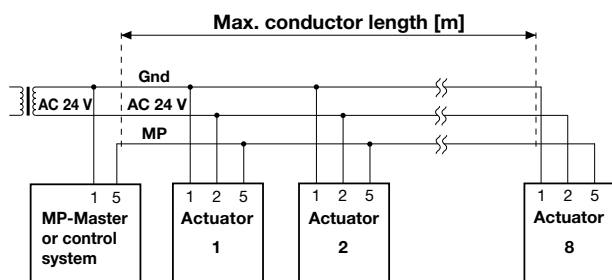 Max. conductor length [m]
Gnd
AC 24 V AC 24 V
MP
1 5 1 2 5 1 2 5 1 2 5
MP-Master
or control
system
Actuator
1
Actuator
2
Actuator
8